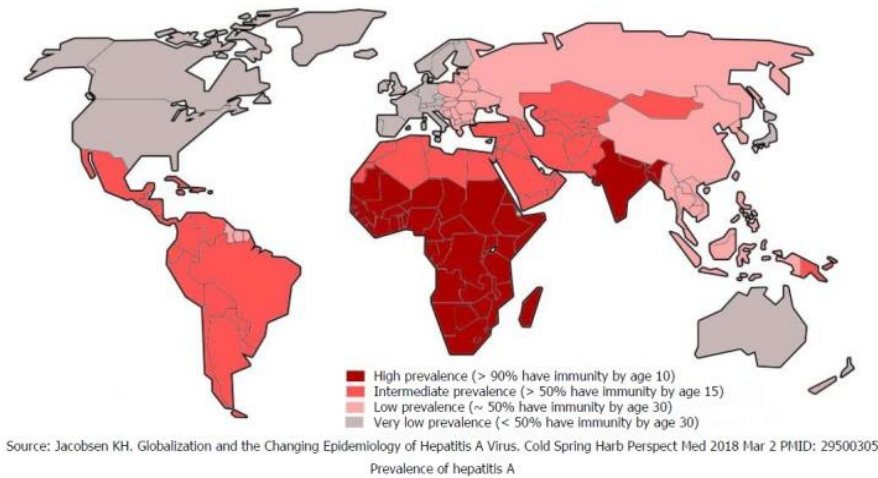 High prevalence (> 90% have immunity by age 10)
Intermediate prevalence (> 50% have immunity by age 15)
Low prevalence (~ 50% have immunity by age 30)
Very low prevalence (< 50% have immunity by age 30)
Source: Jacobsen KH. Globalization and the Changing Epidemiology of Hepatitis A Virus. Cold Spring Harb Perspect Med 2018 Mar 2 PMID: 29500305
Prevalence of hepatitis A